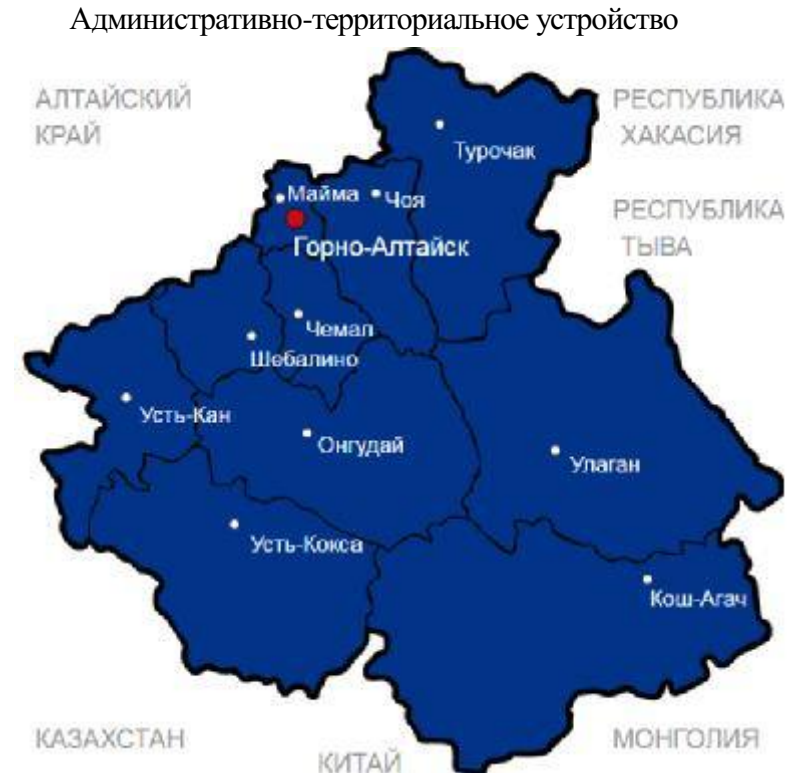 Административно-территориальное устройство
АЛТАЙСКИЙ
КРАЙ
РЕСПУБЛИКА
ХАКАСИЯ
Турочак
Майма
Чоя
РЕСПУБЛИКА
ТЫВА
Горно-Алтайск
Чемал
Шебалино
Усть-Кан
Онгудай
Улаган
Усть-Кокса
Кош-Агач
КАЗАХСТАН
КИТАЙ
МОНГОЛИЯ